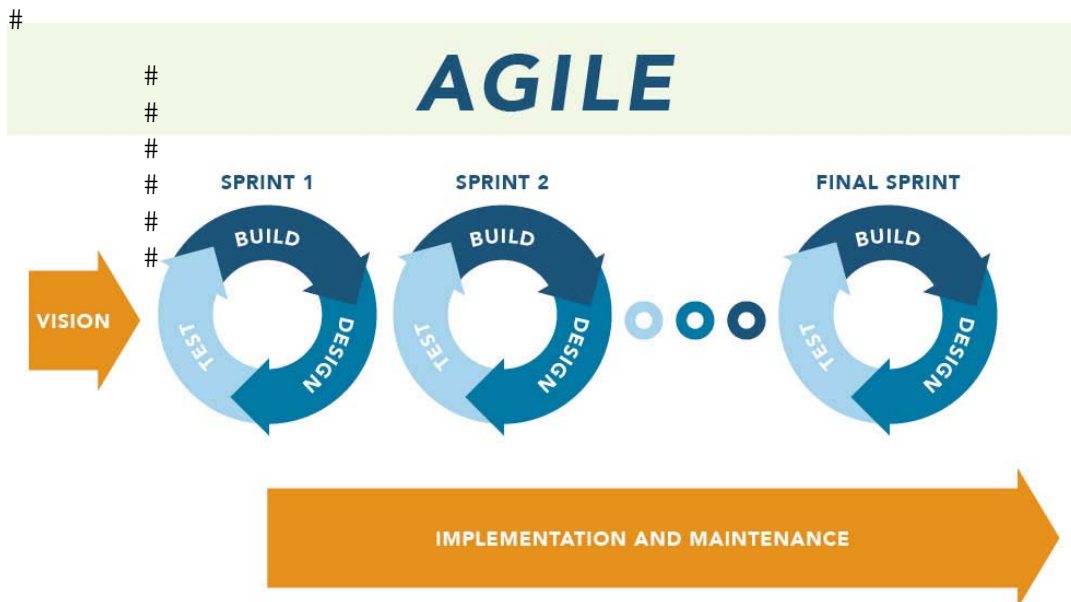 #
AGILE
#
#
#
#
#
#
SPRINT 1
SPRINT 2
FINAL SPRINT
BUILD
BUILD
BUILD
VISION
TEST
DESIGN
TEST
DESIGN
TEST
DESIGN
IMPLEMENTATION AND MAINTENANCE